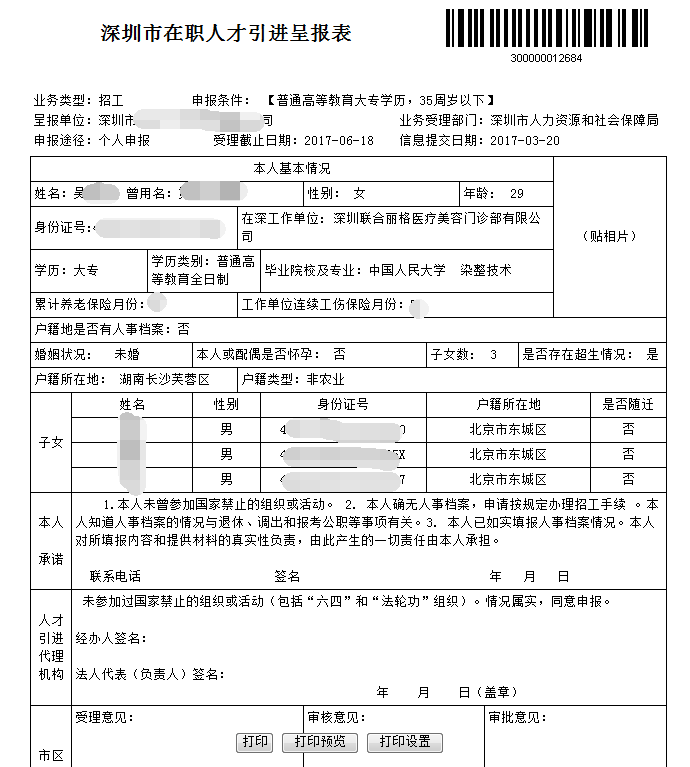 深圳市在职人才引进呈报表
300000012684
业务类型：招工 申报条件：【普通高等教育大专学历，35周岁以下】
呈报单位：深圳市 司 业务受理部门：深圳市人力资源和社会保障局
申报途径：个人申报 受理截止日期：2017-06-18 信息提交日期：2017-03-20
本人基本情况
（贴相片）
姓名：吴 曾用名： 性别： 女 年龄： 29
身份证号： 在深工作单位：深圳联合丽格医疗美容门诊部有限公
司
学历：大专 学历类别：普通高
等教育全日制 毕业院校及专业：中国人民大学 染整技术
累计养老保险月份： 工作单位连续工伤保险月份：
户籍地是否有人事档案：否
婚姻状况： 未婚 本人或配偶是否怀孕： 否 子女数： 3 是否存在超生情况： 是
户籍所在地： 湖南长沙芙蓉区 户籍类型：非农业
子女 姓名 性别 身份证号 户籍所在地 是否随迁
男 4 0 北京市东城区 否
男 4 5X 北京市东城区 否
男 4 7 北京市东城区 否
本人
承诺
1.本人未曾参加国家禁止的组织或活动。 2. 本人确无人事档案，申请按规定办理招工手续 。本
人知道人事档案的情况与退休、调出和报考公职等事项有关。3. 本人已如实填报人事档案情况。本人
对所填报内容和提供材料的真实性负责，由此产生的一切责任由本人承担。
联系电话 签名 年 月 日
人才
引进
代理
机构
未参加过国家禁止的组织或活动（包括“六四”和“法轮功”组织）。情况属实，同意申报。
经办人签名：
法人代表（负责人）签名：
年 月 日（盖章）
受理意见： 审核意见： 审批意见：
市区
打印 打印预览 打印设置